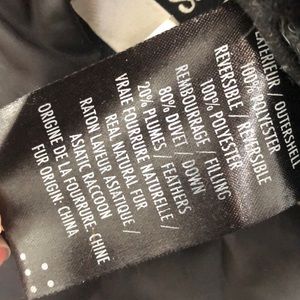 EXTÉRIEUR / OUTERSHELL
100% POLYESTER
REVERSIBLE / REVERSIBLE
100% POLYESTER
REMBOURRAGE / FILLING
80% DUVET / DOWN
20% PLUMES / FEATHERS
VRAIE FOURRURE NATURELLE /
REAL NATURAL FUR
RATON LAVEUR ASIATIQUE /
ASIATIC RACCOON
ORIGINE DE LA FOURRURE: CHINE
FUR ORIGIN: CHINA